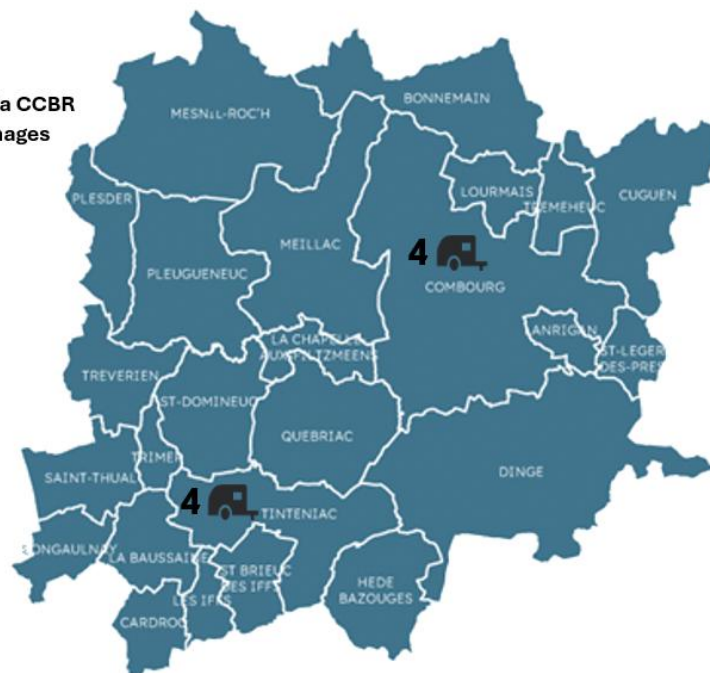 a CCBR
nages
BONNEMAIN
MESNIL-ROC'H
PLESDER
LOURMAIS
TREMEHEUC
CUGUEN
MEILLAC
4
PLEUGUENEUC
COMBOURG
LA CHAPELLE
AUX FILTZMEENS
LANRIGAN
ST-LEGER
DES-PRES
TREVERIEN
ST-DOMINEUC
QUEBRIAC
TRIMER
DINGE
SAINT-THUAL
4
TINTENIAC
LONGAULNAY
LA BAUSSAINE
ST BRIEUC
DES IFFS
HEDE
BAZOUGES
LES IFFS
CARDROC